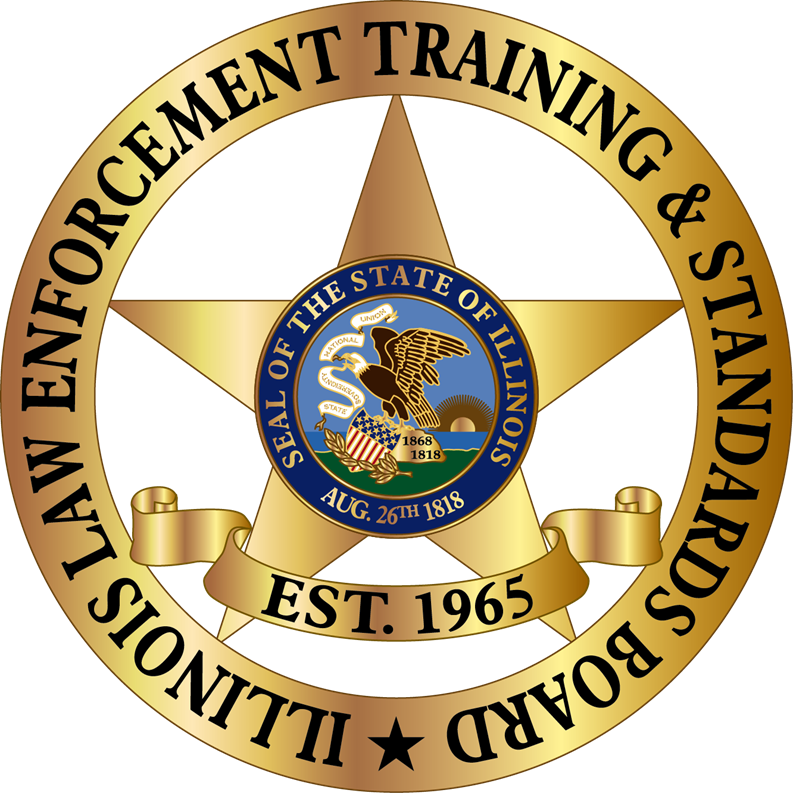 ILLINOIS LAW ENFORCEMENT TRAINING & STANDARDS BOARD
SEAL OF THE STATE OF ILLINOIS
UNION
NATIONAL
SOVEREIGNTY
STATE
1868
1818
AUG. 26TH 1818
EST. 1965